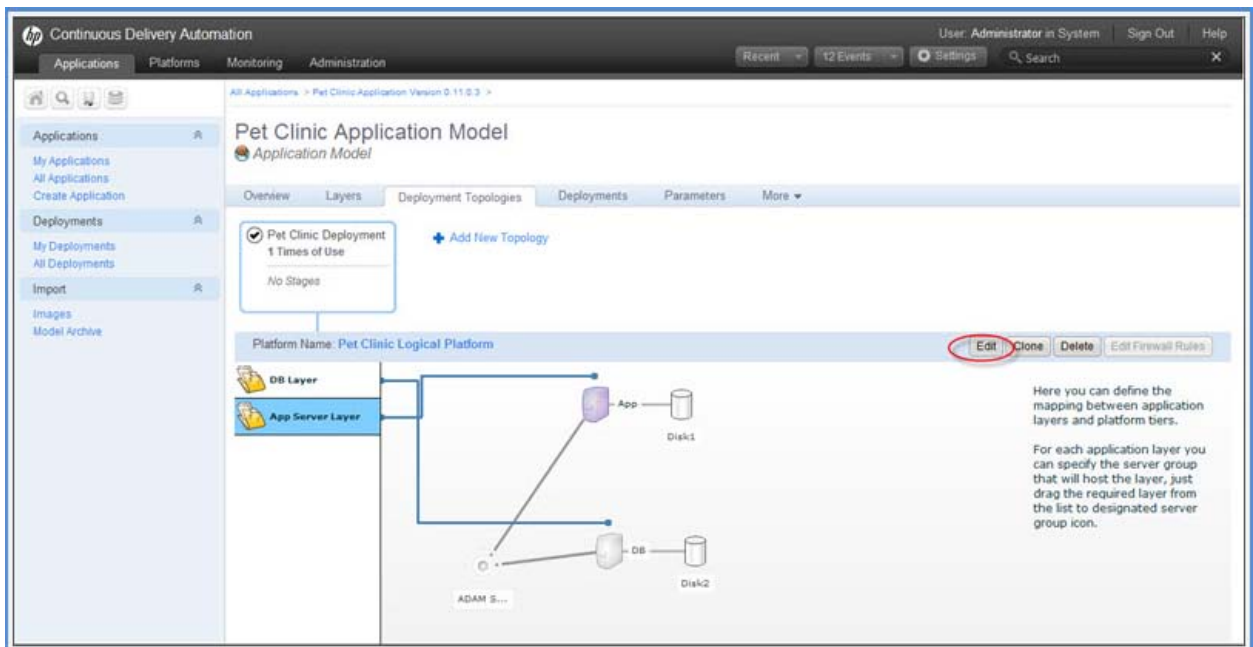 hp Continuous Delivery Automation
User: Administrator in System Sign Out Help
Applications Platforms Monitoring Administration
Recent 12 Events Settings Search X
All Applications > Pet Clinic Application Version 0.11.0.3 >
Applications
My Applications
All Applications
Create Application
Deployments
My Deployments
All Deployments
Import
Images
Model Archive
Pet Clinic Application Model
Application Model
Overview Layers Deployment Topologies Deployments Parameters More
Pet Clinic Deployment
1 Times of Use
No Stages
Add New Topology
Platform Name: Pet Clinic Logical Platform
Edit Clone Delete Edit Firewall Rules
DB Layer
App Server Layer
App
Disk1
DB
Disk2
ADAM S...
Here you can define the
mapping between application
layers and platform tiers.
For each application layer you
can specify the server group
that will host the layer, just
drag the required layer from
the list to designated server
group icon.